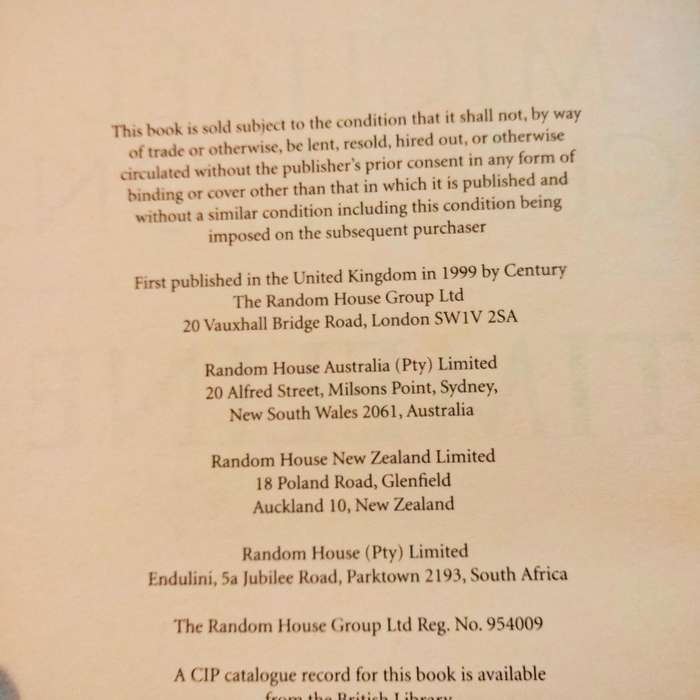 This book is sold subject to the condition that it shall not, by way
of trade or otherwise, be lent, resold, hired out, or otherwise
circulated without the publisher's prior consent in any form of
binding or cover other than that in which it is published and
without a similar condition including this condition being
imposed on the subsequent purchaser
First published in the United Kingdom in 1999 by Century
The Random House Group Ltd
20 Vauxhall Bridge Road, London SW1V 2SA
Random House Australia (Pty) Limited
20 Alfred Street, Milsons Point, Sydney,
New South Wales 2061, Australia
Random House New Zealand Limited
18 Poland Road, Glenfield
Auckland 10, New Zealand
Random House (Pty) Limited
Endulini, 5a Jubilee Road, Parktown 2193, South Africa
The Random House Group Ltd Reg. No. 954009
A CIP catalogue record for this book is available
from the British Library